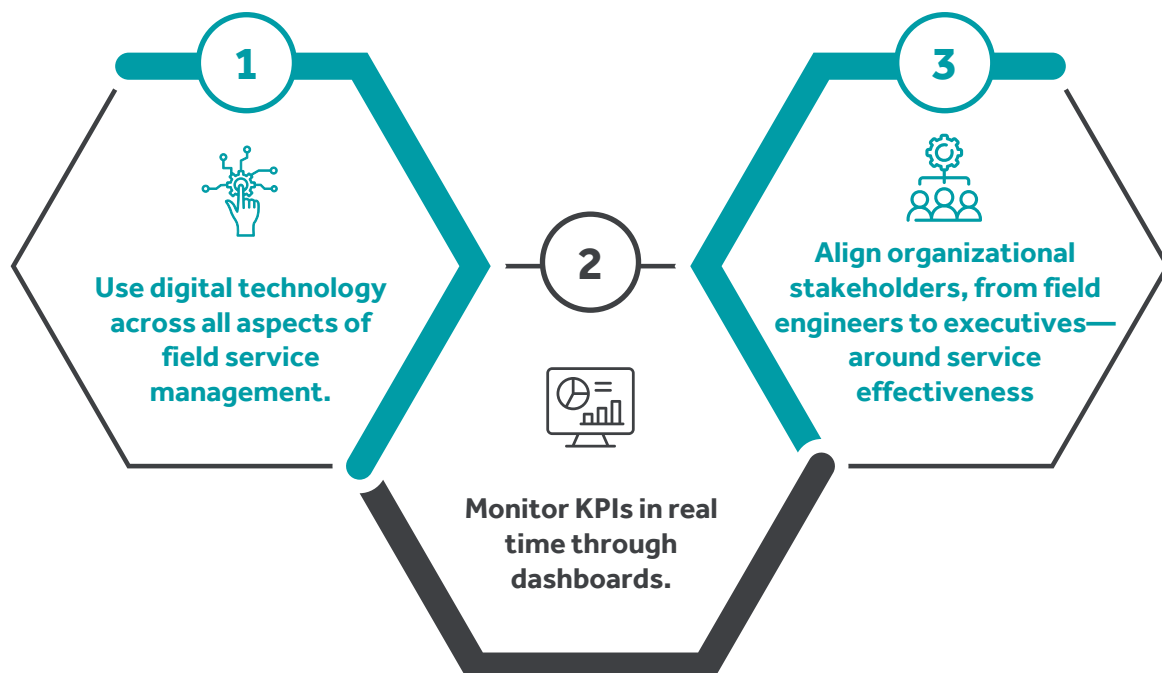 1
Use digital technology
across all aspects of
field service
management.
2
Monitor KPIs in real
time through
dashboards.
3
Align organizational
stakeholders, from field
engineers to executives—
around service
effectiveness